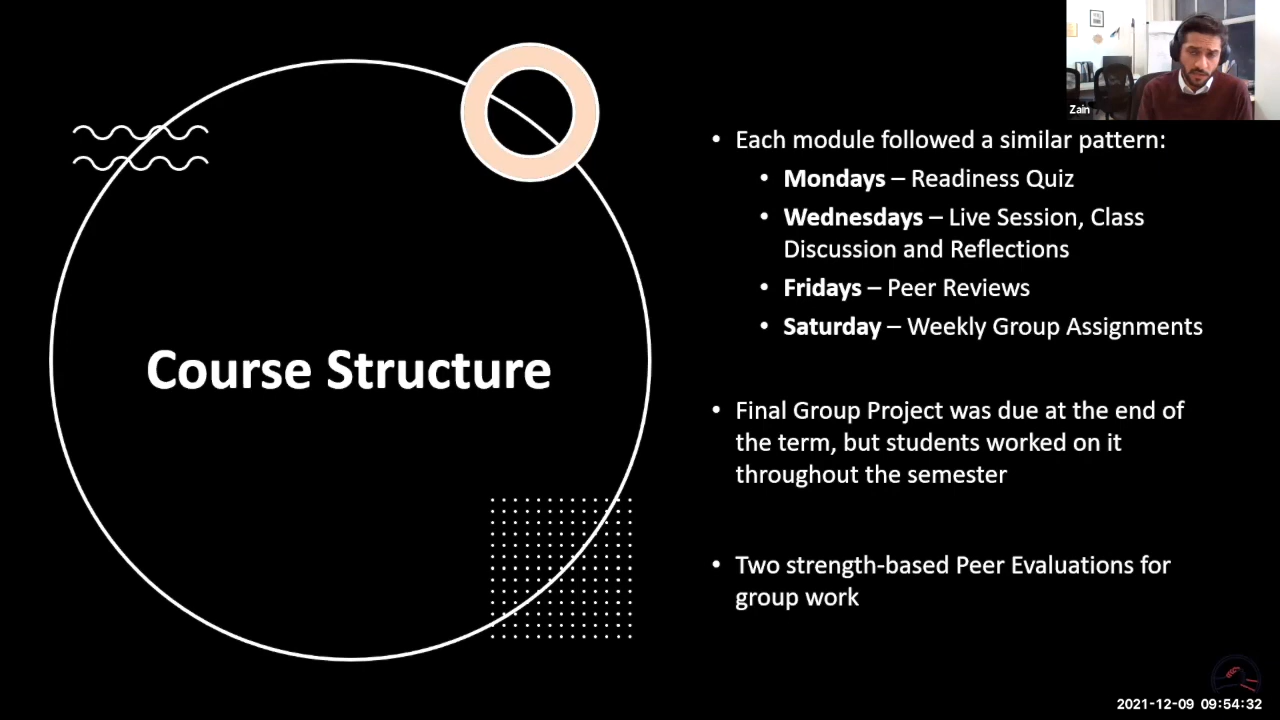 Zain
Course Structure
• Each module followed a similar pattern:
• Mondays – Readiness Quiz
• Wednesdays – Live Session, Class
Discussion and Reflections
• Fridays – Peer Reviews
• Saturday – Weekly Group Assignments
• Final Group Project was due at the end of
the term, but students worked on it
throughout the semester
• Two strength-based Peer Evaluations for
group work
2021-12-09 09:54:32